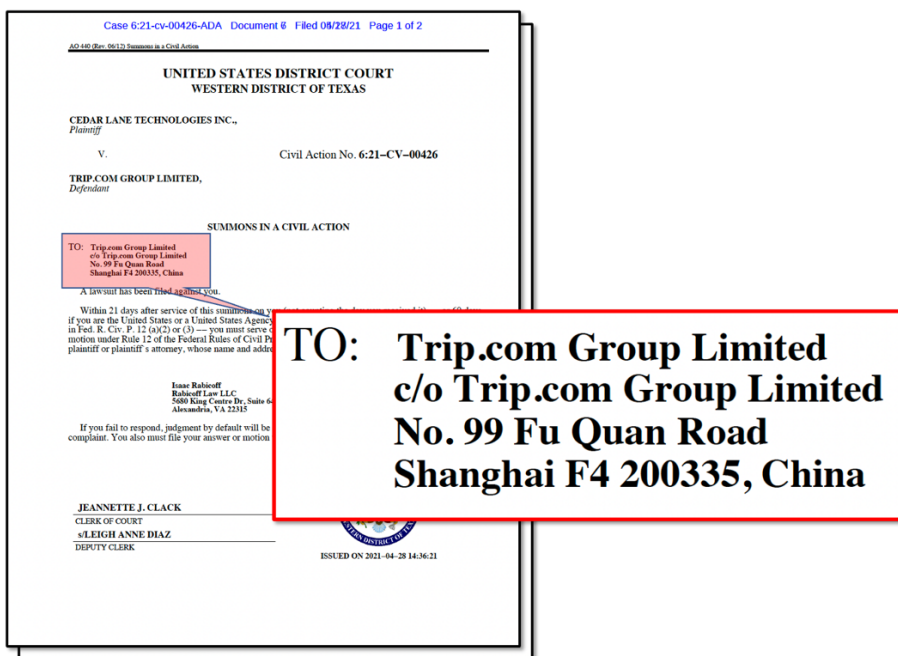 Case 6:21-cv-00426-ADA Document 6 Filed 04/28/21 Page 1 of 2
AO 440 (Rev. 06/12) Summons in a Civil Action
UNITED STATES DISTRICT COURT
WESTERN DISTRICT OF TEXAS
CEDAR LANE TECHNOLOGIES INC.,
Plaintiff
V.
Civil Action No. 6:21–CV–00426
TRIP.COM GROUP LIMITED,
Defendant
SUMMONS IN A CIVIL ACTION
TO: Trip.com Group Limited
c/o Trip.com Group Limited
No. 99 Fu Quan Road
Shanghai F4 200335, China
A lawsuit has been filed against you.
Within 21 days after service of this summons on
if you are the United States or a United States Agency
in Fed. R. Civ. P. 12 (a)(2) or (3) –– you must serve
motion under Rule 12 of the Federal Rules of Civil
plaintiff or plaintiff's attorney, whose name and
Isaac Rabicoff
Rabicoff Law LLC
5680 King Centre Dr, Suite
Alexandria, VA 22315
If you fail to respond, judgment by default will be
complaint. You also must file your answer or motion
TO: Trip.com Group Limited
c/o Trip.com Group Limited
No. 99 Fu Quan Road
Shanghai F4 200335, China
JEANNETTE J. CLACK
CLERK OF COURT
s/LEIGH ANNE DIAZ
DEPUTY CLERK
DISTRICT OF
ISSUED ON 2021–04–28 14:36:21